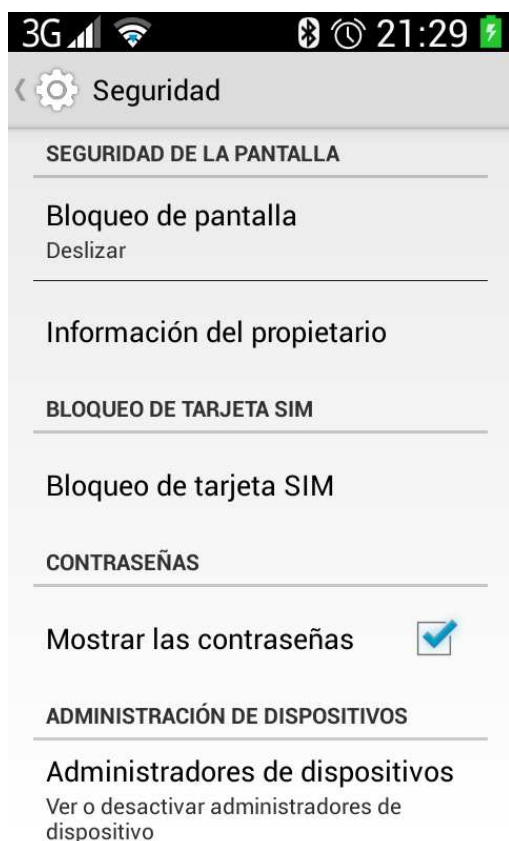 3G 21:29
Seguridad
SEGURIDAD DE LA PANTALLA
Bloqueo de pantalla
Deslizar
Información del propietario
BLOQUEO DE TARJETA SIM
Bloqueo de tarjeta SIM
CONTRASEÑAS
Mostrar las contraseñas
ADMINISTRACIÓN DE DISPOSITIVOS
Administradores de dispositivos
Ver o desactivar administradores de
dispositivo